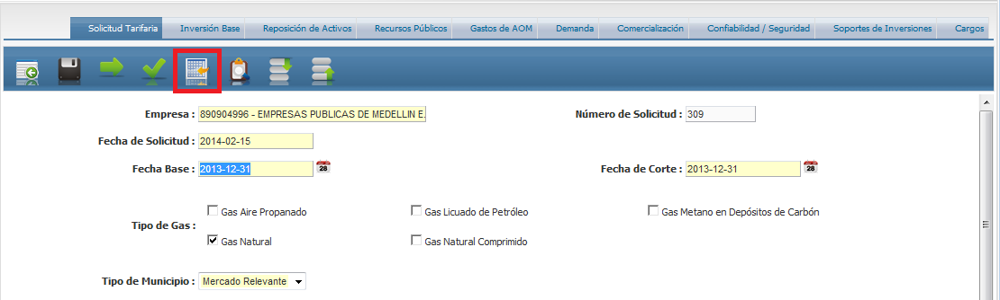 Solicitud Tarifaria Inversión Base Reposición de Activos Recursos Públicos Gastos de AOM Demanda Comercialización Confiabilidad / Seguridad Soportes de Inversiones Cargos
Empresa : 890904996 - EMPRESAS PUBLICAS DE MEDELLIN E. Número de Solicitud : 309
Fecha de Solicitud : 2014-02-15
Fecha Base : 2013-12-31 28 Fecha de Corte : 2013-12-31 28
Tipo de Gas :
Gas Aire Propanado Gas Licuado de Petróleo Gas Metano en Depósitos de Carbón
Gas Natural Gas Natural Comprimido
Tipo de Municipio : Mercado Relevante